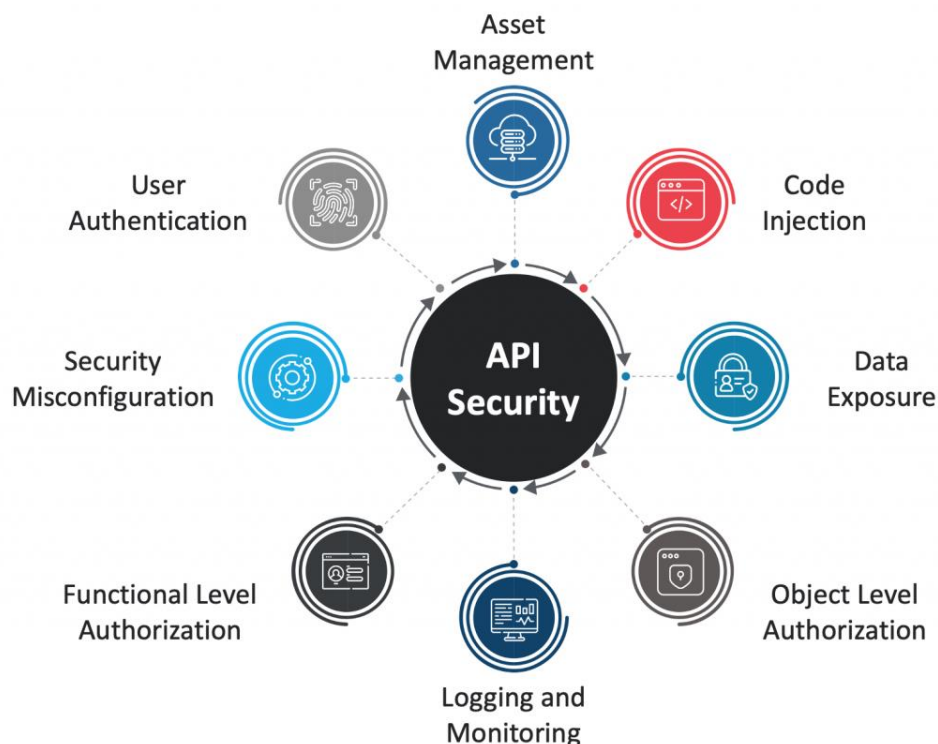 Asset
Management
User
Authentication
Code
Injection
API
Security
Security
Misconfiguration
Data
Exposure
Functional Level
Authorization
Object Level
Authorization
Logging and
Monitoring